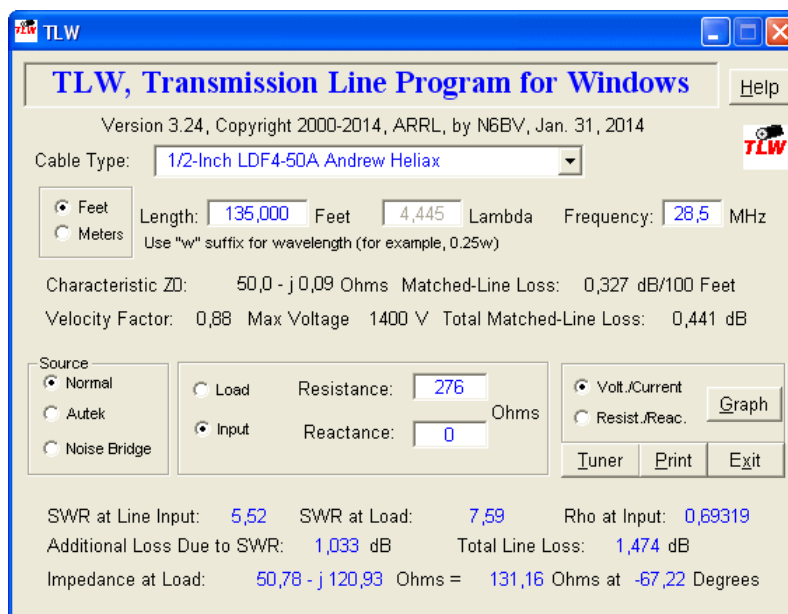 TLW
TLW, Transmission Line Program for Windows
Help
Version 3.24, Copyright 2000-2014, ARRL, by N6BV, Jan. 31, 2014
TLW
Cable Type: 1/2-Inch LDF4-50A Andrew Heliax
Feet
Meters
Length: 135,000 Feet 4,445 Lambda Frequency: 28,5 MHz
Use "w" suffix for wavelength (for example, 0.25w)
Characteristic Z0: 50,0 - j 0,09 Ohms Matched-Line Loss: 0,327 dB/100 Feet
Velocity Factor: 0,88 Max Voltage 1400 V Total Matched-Line Loss: 0,441 dB
Source
Normal
Autek
Noise Bridge
Load
Input
Resistance: 276
Reactance: 0
Ohms
Volt./Current
Resist./Reac.
Graph
Tuner Print Exit
SWR at Line Input: 5,52 SWR at Load: 7,59 Rho at Input: 0,69319
Additional Loss Due to SWR: 1,033 dB Total Line Loss: 1,474 dB
Impedance at Load: 50,78 - j 120,93 Ohms = 131,16 Ohms at -67,22 Degrees